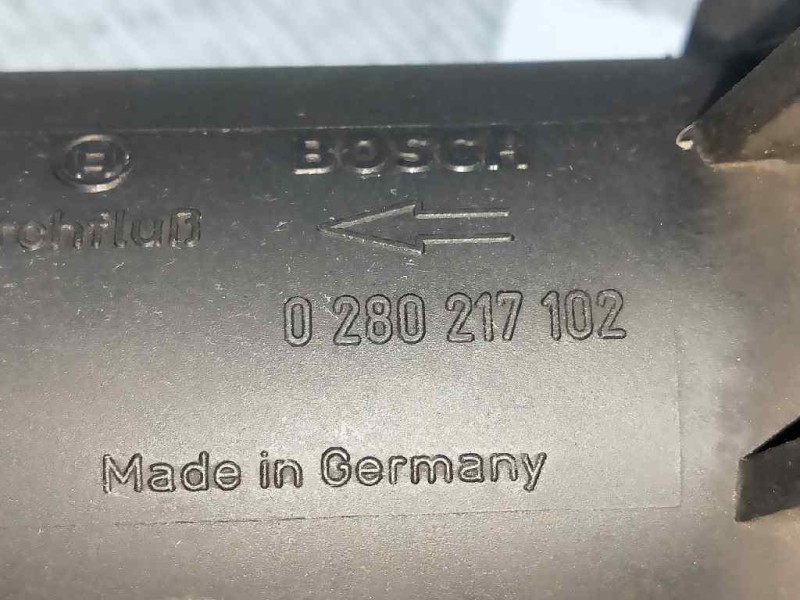 BOSCH
rchfluß
0 280 217 102
Made in Germany